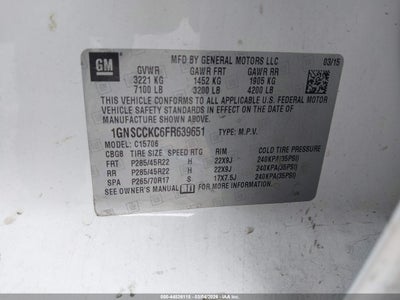 GM
MFD BY GENERAL MOTORS LLC
03/15
GVWR GAWR FRT GAWR RR
3221 KG 1452 KG 1905 KG
7100 LB 3200 LB 4200 LB
THIS VEHICLE CONFORMS TO ALL APPLICABLE U.S. FEDERAL MOTOR
VEHICLE SAFETY AND THEFT PREVENTION STANDARDS IN EFFECT ON THE DATE OF
MANUFACTURE SHOWN ABOVE.
1GNSCCKC6FR639651 TYPE: M.P.V.
MODEL: C15706
CBG8 TIRE SIZE SPEED RTG RIM COLD TIRE PRESSURE
FRT P285/45R22 H 22X9J 240KPA(35PSI)
RR P285/45R22 H 22X9J 240KPA(35PSI)
SPA P265/70R17 S 17X7.5J 240KPA(35PSI)
SEE OWNER'S MANUAL FOR MORE INFORMATION.